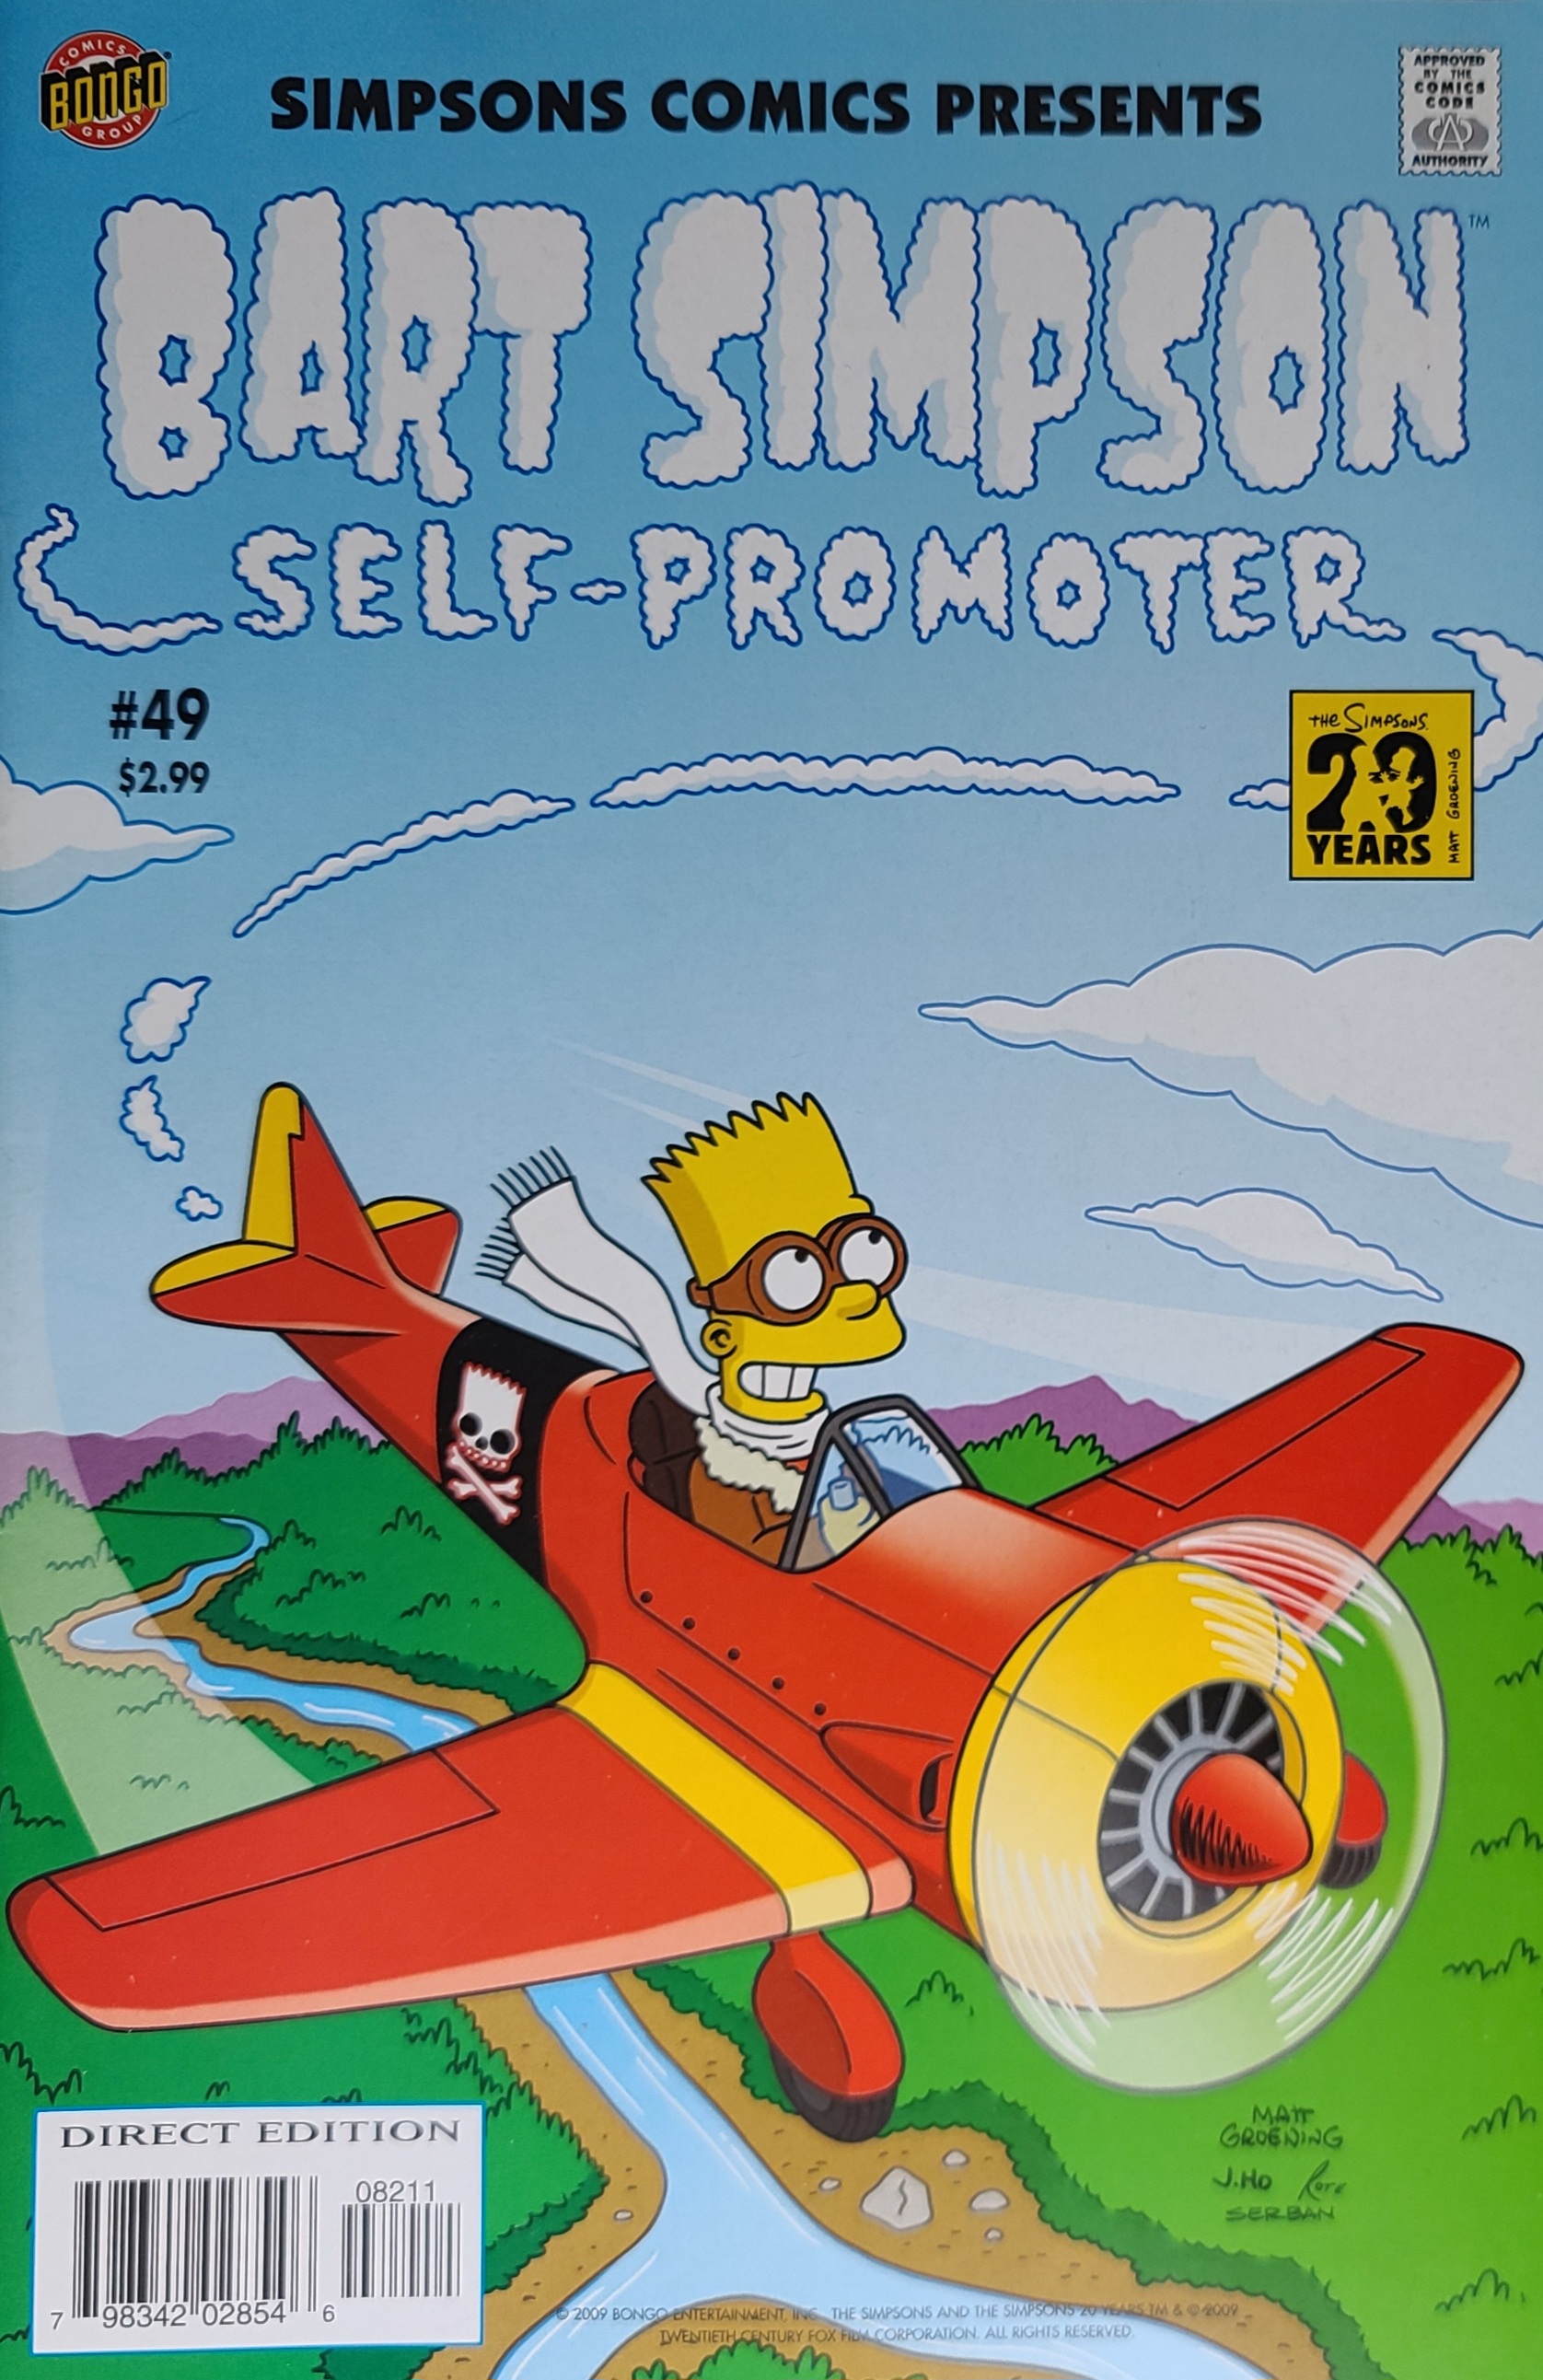 COMICS
BONGO
GROUP
SIMPSONS COMICS PRESENTS
APPROVED
BY THE
COMICS
CODE
CA
AUTHORITY
BART SIMPSON™
SELF-PROMOTER
#49
$2.99
THE SIMPSONS
20
YEARS
MATT GROENING
DIRECT EDITION
08211
7 98342 02854 6
MATT
GROENING
J.HO
SERBAN
© 2009 BONGO ENTERTAINMENT, INC. THE SIMPSONS AND THE SIMPSONS 20 YEARS TM & © 2009
TWENTIETH CENTURY FOX FILM CORPORATION. ALL RIGHTS RESERVED.